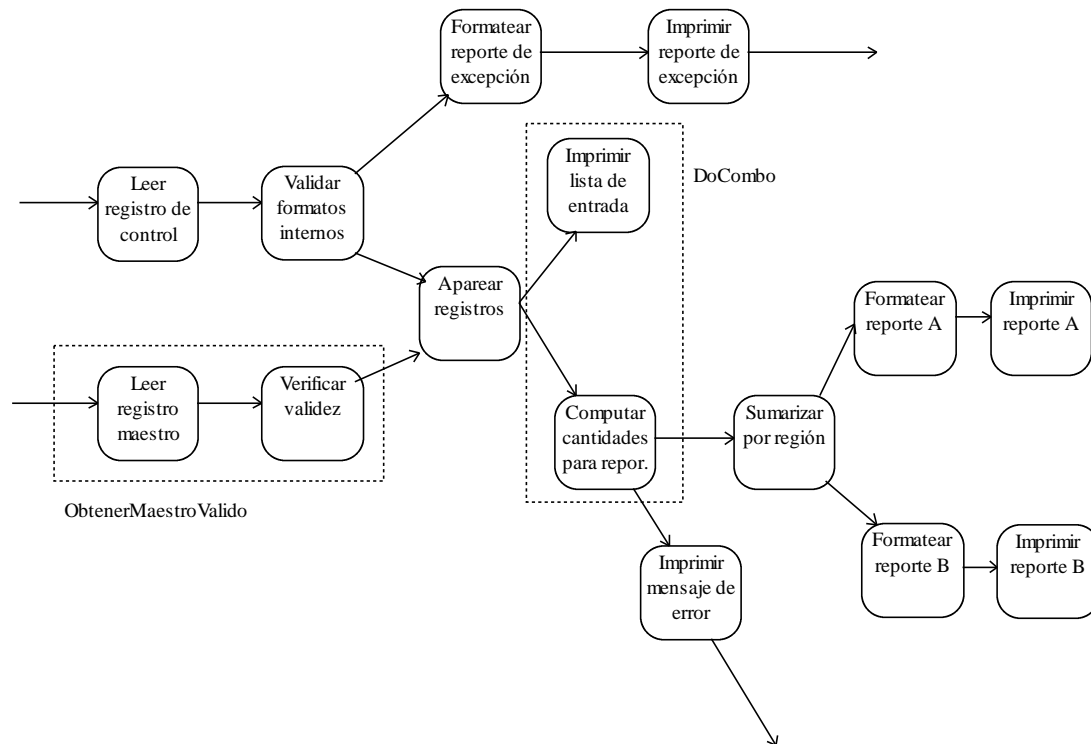 Formatear
reporte de
excepción
Imprimir
reporte de
excepción
Imprimir
lista de
entrada
DoCombo
Leer
registro de
control
Validar
formatos
internos
Aparear
registros
Formatear
reporte A
Imprimir
reporte A
Leer
registro
maestro
Verificar
validez
Computar
cantidades
para repor.
Sumarizar
por región
ObtenerMaestroValido
Formatear
reporte B
Imprimir
reporte B
Imprimir
mensaje de
error